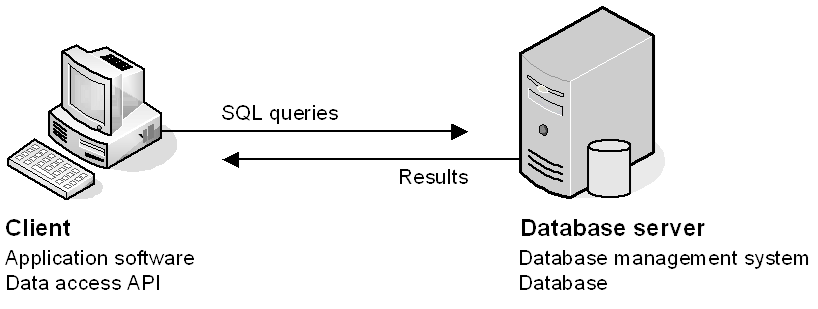 SQL queries
Results
Client
Application software
Data access API
Database server
Database management system
Database